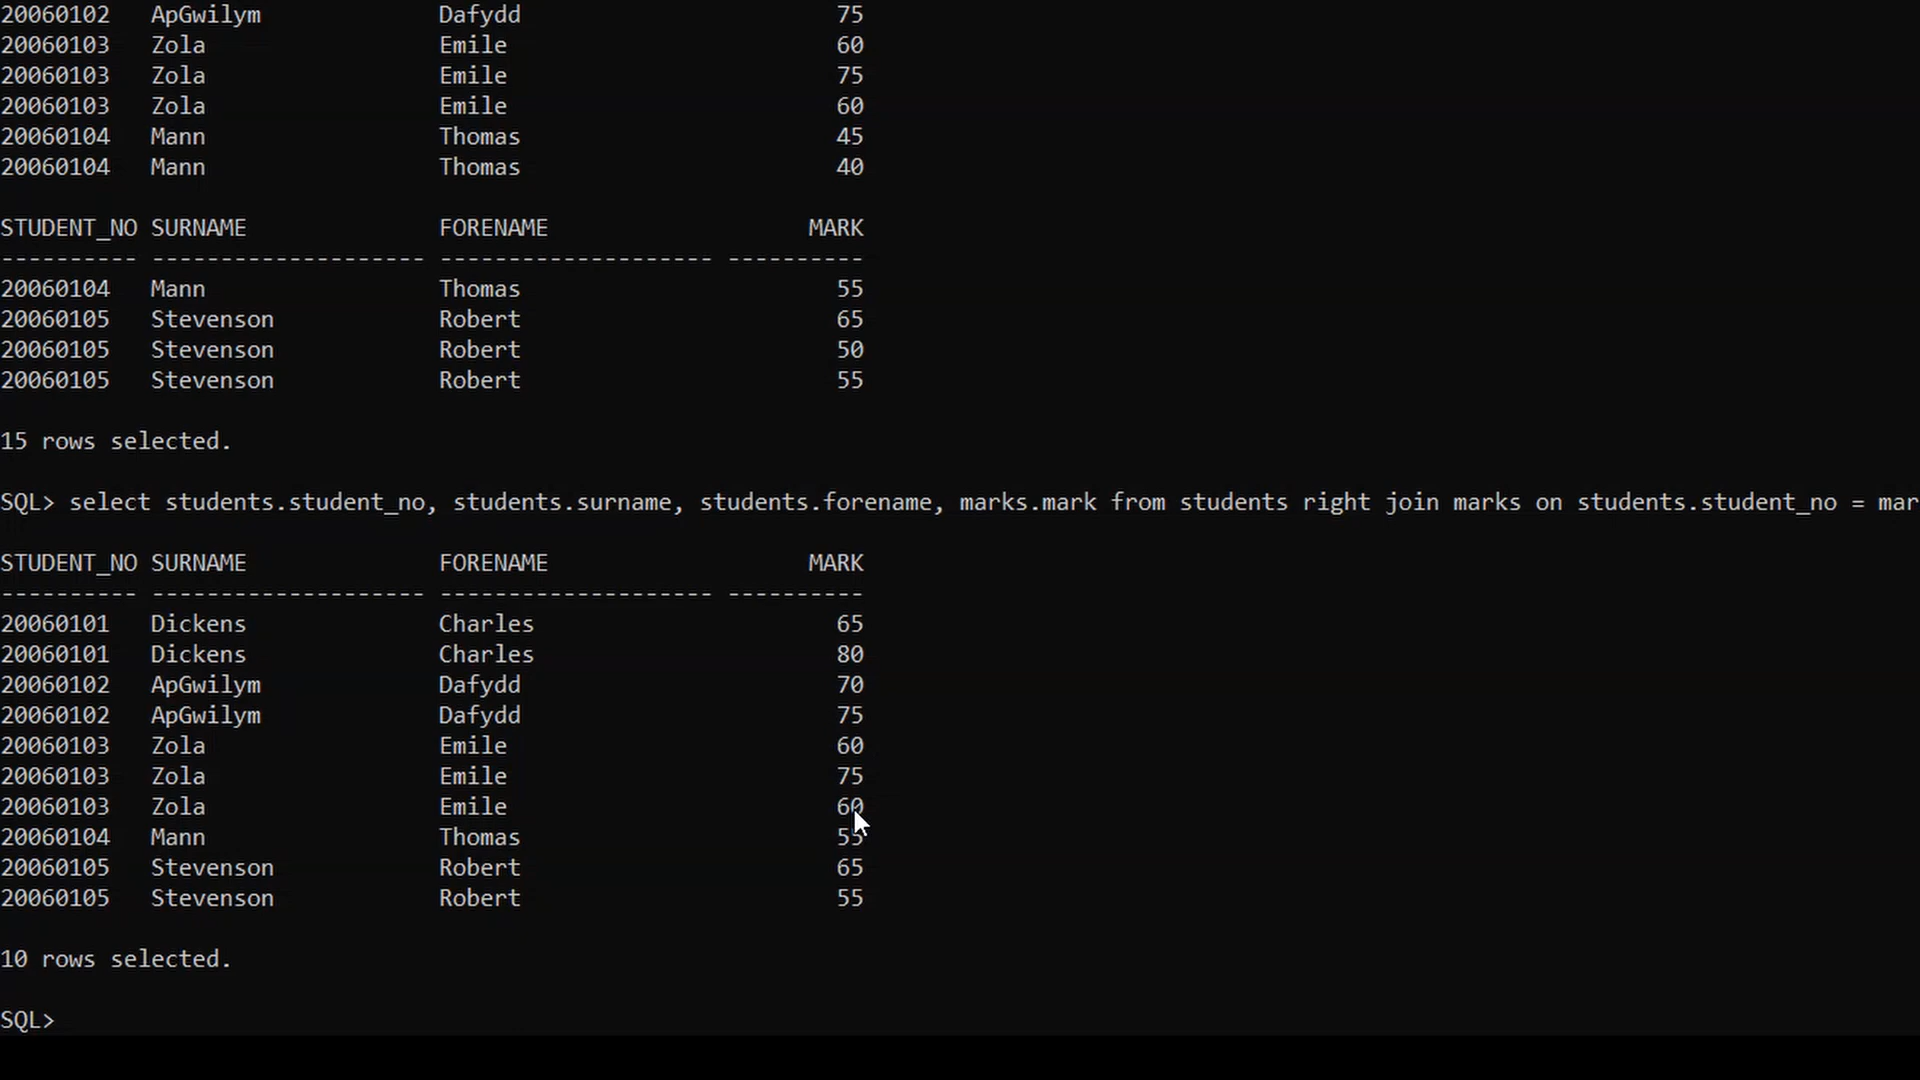 20060102   ApGwilym             Dafydd                       75
20060103   Zola                 Emile                        60
20060103   Zola                 Emile                        75
20060103   Zola                 Emile                        60
20060104   Mann                 Thomas                       45
20060104   Mann                 Thomas                       40
STUDENT_NO SURNAME              FORENAME                   MARK
---------- -------------------- -------------------- ----------
20060104   Mann                 Thomas                       55
20060105   Stevenson            Robert                       65
20060105   Stevenson            Robert                       50
20060105   Stevenson            Robert                       55
15 rows selected.
SQL> select students.student_no, students.surname, students.forename, marks.mark from students right join marks on students.student_no = mar
STUDENT_NO SURNAME              FORENAME                   MARK
---------- -------------------- -------------------- ----------
20060101   Dickens              Charles                      65
20060101   Dickens              Charles                      80
20060102   ApGwilym             Dafydd                       70
20060102   ApGwilym             Dafydd                       75
20060103   Zola                 Emile                        60
20060103   Zola                 Emile                        75
20060103   Zola                 Emile                        60
20060104   Mann                 Thomas                       55
20060105   Stevenson            Robert                       65
20060105   Stevenson            Robert                       55
10 rows selected.
SQL>